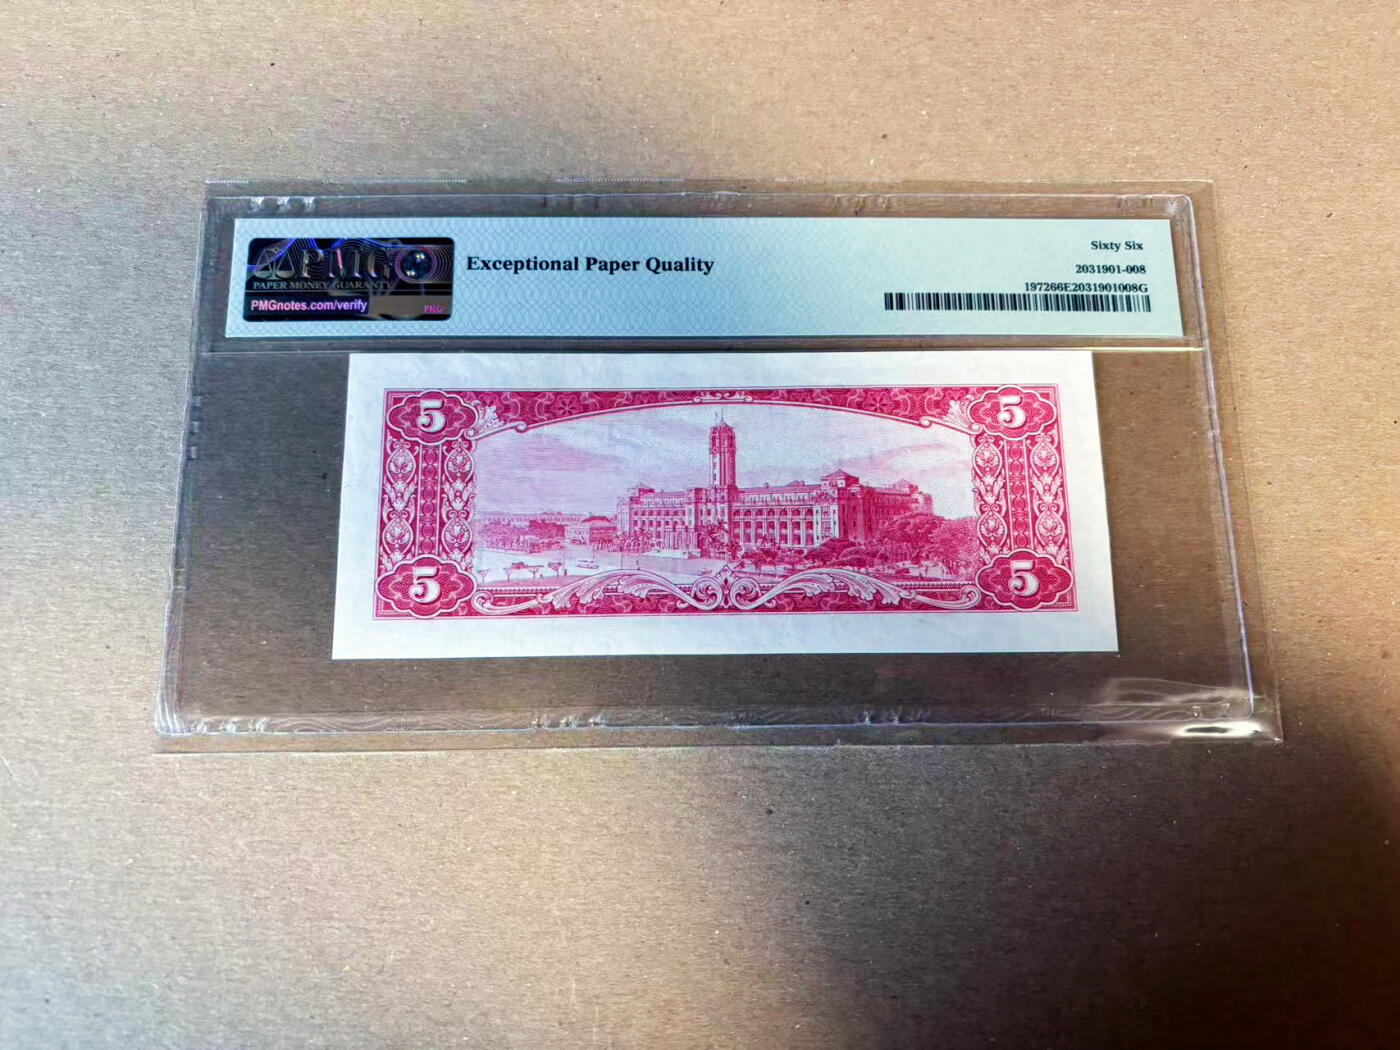 PMG
PAPER MONEY GUARANTY
PMGnotes.com/verify
PNG
Exceptional Paper Quality
Sixty Six
2031901-008
197266E2031901008G
5
5
5
5